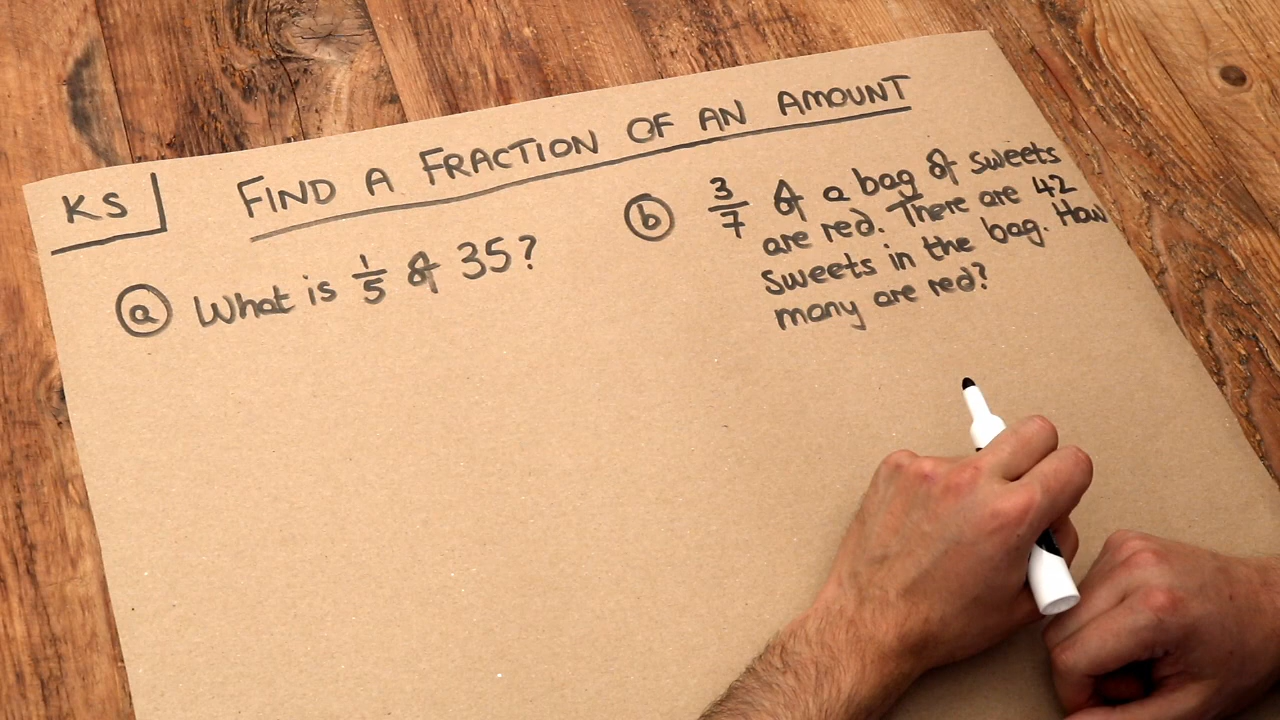 KS
FIND A FRACTION OF AN AMOUNT
a What is 1/5 of 35?
b 3/7 of a bag of sweets
are red. There are 42
sweets in the bag. How
many are red?